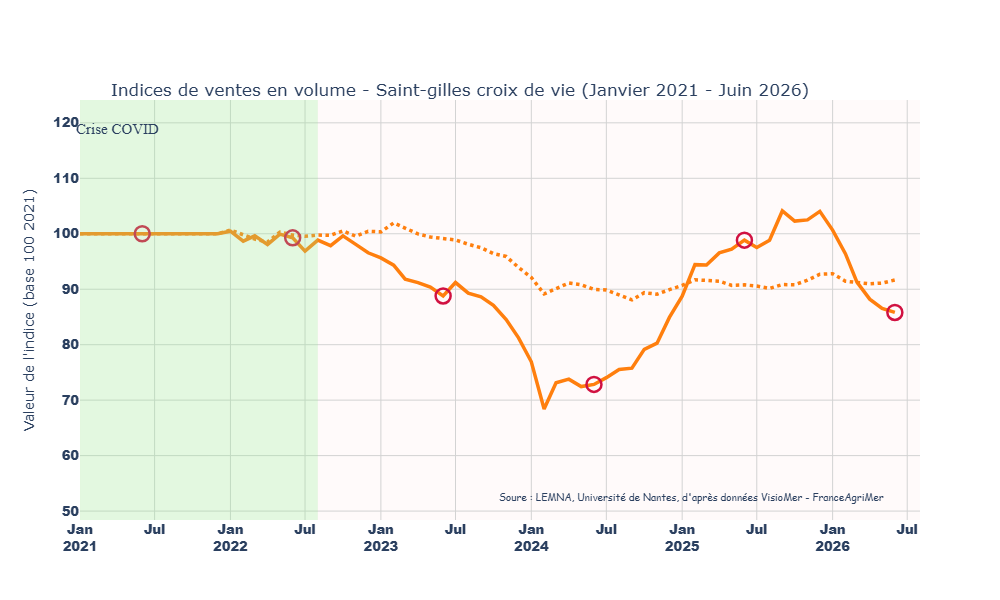 Indices de ventes en volume - Saint-gilles croix de vie (Janvier 2021 - Juin 2026)
120
Crise COVID
110
100
90
80
70
60
50
Valeur de l'indice (base 100 2021)
Soure : LEMNA, Université de Nantes, d'après données VisioMer - FranceAgriMer
Jan Jul Jan Jul Jan Jul Jan Jul Jan Jul Jan Jul
2021 2022 2023 2024 2025 2026